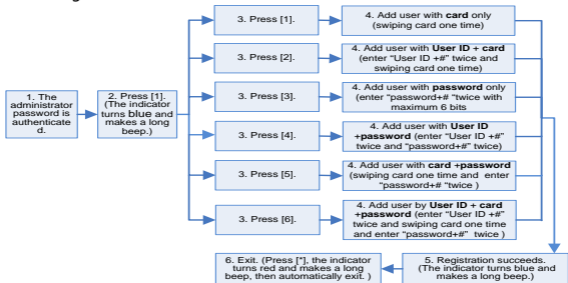 1. The
administrator
password is
authenticate
d.
2. Press [1].
(The indicator
turns blue and
makes a long
beep.)
3. Press [1].
4. Add user with card only
(swiping card one time)
3. Press [2].
4. Add user with User ID + card
(enter “User ID +#” twice and
swiping card one time)
3. Press [3].
4. Add user with password only
(enter “password+# “twice with
maximum 6 bits
3. Press [4].
4. Add user with User ID
+password (enter “User ID +#”
twice and “password+#” twice)
3. Press [5].
4. Add user with card +password
(swiping card one time and enter
“password+# “twice )
3. Press [6].
4. Add user by User ID + card
+password (enter “User ID +#”
twice and swiping card one time
and enter “password+#” twice )
6. Exit. (Press [*], the indicator
turns red and makes a long
beep, then automatically exit. )
5. Registration succeeds.
(The indicator turns blue and
makes a long beep.)